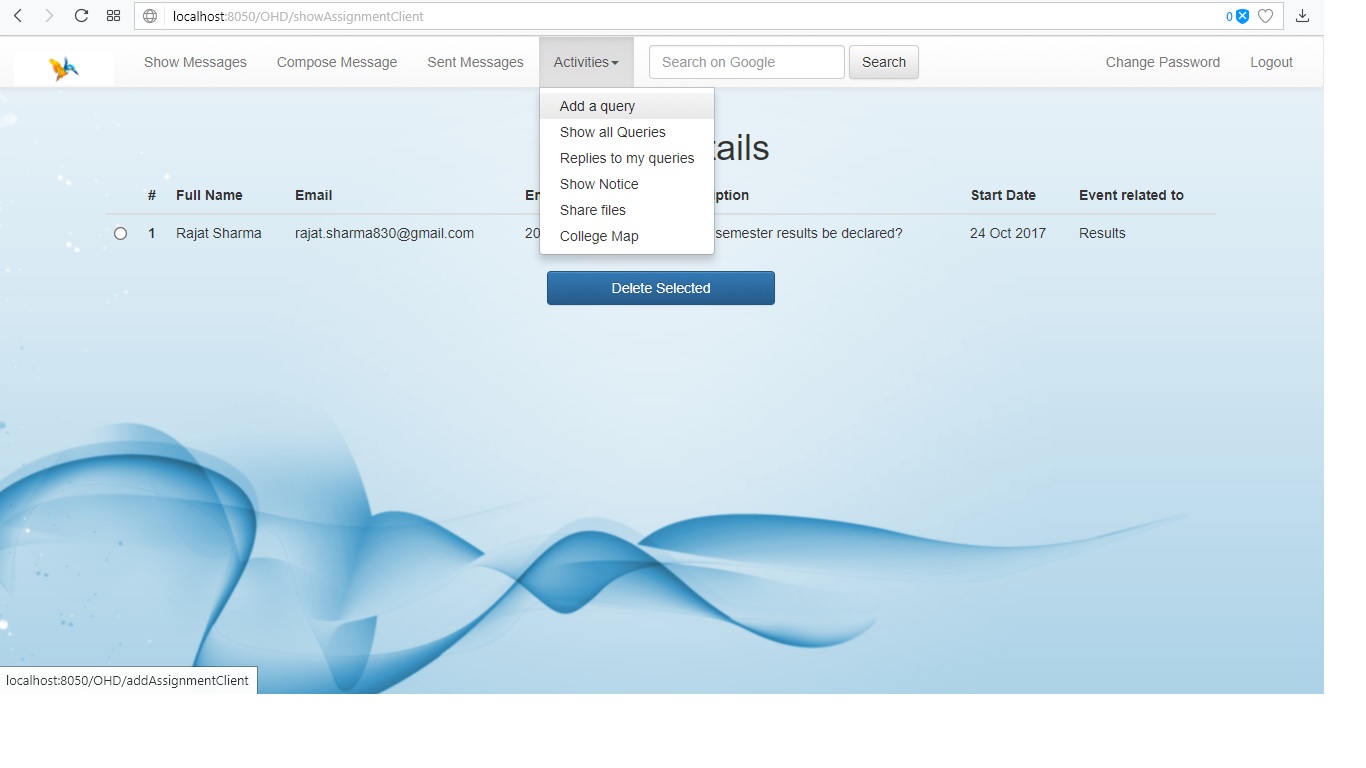 localhost:8050/OHD/showAssignmentClient 0
Show Messages Compose Message Sent Messages Activities Search on Google Search Change Password Logout
Add a query
Show all Queries
Replies to my queries
Show Notice
Share files
College Map
ails
# Full Name Email En ption Start Date Event related to
1 Rajat Sharma rajat.sharma830@gmail.com 20 semester results be declared? 24 Oct 2017 Results
Delete Selected
localhost:8050/OHD/addAssignmentClient